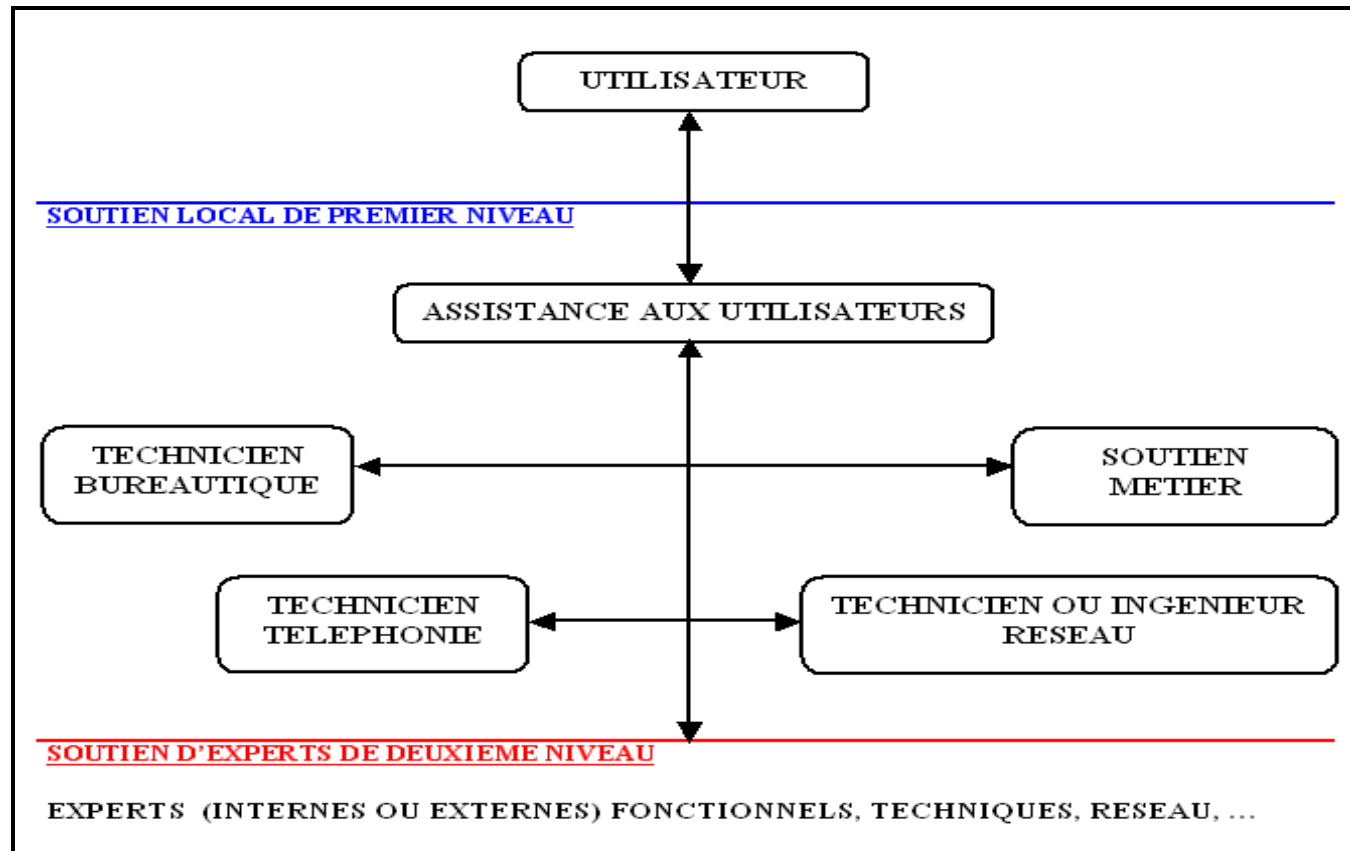 UTILISATEUR
SOUTIEN LOCAL DE PREMIER NIVEAU
ASSISTANCE AUX UTILISATEURS
TECHNICIEN
BUREAUTIQUE
SOUTIEN
METIER
TECHNICIEN
TELEPHONIE
TECHNICIEN OU INGENIEUR
RESEAU
SOUTIEN D'EXPERTS DE DEUXIEME NIVEAU
EXPERTS (INTERNES OU EXTERNES) FONCTIONNELS, TECHNIQUES, RESEAU, ...